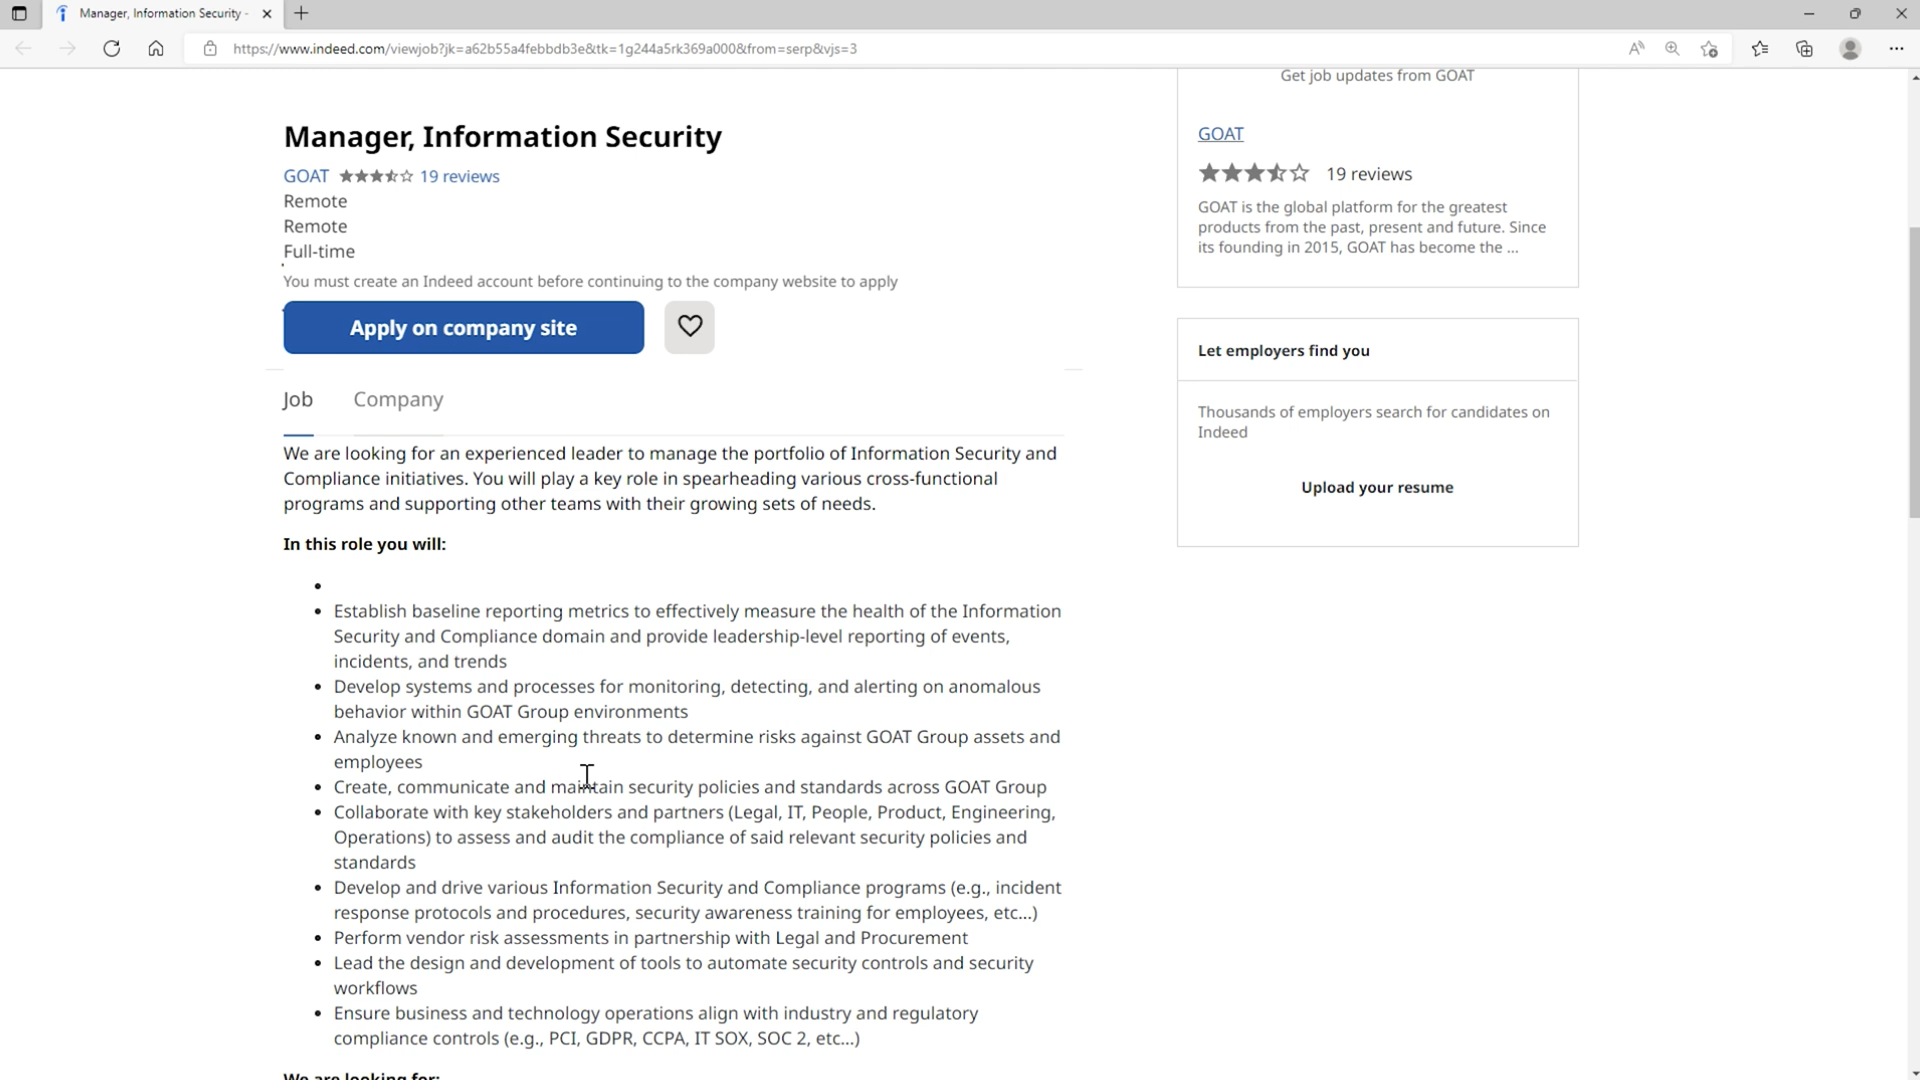 Manager, Information Security -
https://www.indeed.com/viewjob?jk=a62b55a4febbdb3e&tk=1g244a5rk369a000&from=serp&vjs=3
Get job updates from GOAT
Manager, Information Security
GOAT 19 reviews
Remote
Remote
Full-time
You must create an Indeed account before continuing to the company website to apply
Apply on company site
Job Company
We are looking for an experienced leader to manage the portfolio of Information Security and
Compliance initiatives. You will play a key role in spearheading various cross-functional
programs and supporting other teams with their growing sets of needs.
In this role you will:
• 
• Establish baseline reporting metrics to effectively measure the health of the Information
Security and Compliance domain and provide leadership-level reporting of events,
incidents, and trends
• Develop systems and processes for monitoring, detecting, and alerting on anomalous
behavior within GOAT Group environments
• Analyze known and emerging threats to determine risks against GOAT Group assets and
employees
• Create, communicate and maintain security policies and standards across GOAT Group
• Collaborate with key stakeholders and partners (Legal, IT, People, Product, Engineering,
Operations) to assess and audit the compliance of said relevant security policies and
standards
• Develop and drive various Information Security and Compliance programs (e.g., incident
response protocols and procedures, security awareness training for employees, etc...)
• Perform vendor risk assessments in partnership with Legal and Procurement
• Lead the design and development of tools to automate security controls and security
workflows
• Ensure business and technology operations align with industry and regulatory
compliance controls (e.g., PCI, GDPR, CCPA, IT SOX, SOC 2, etc...)
We are looking for:
GOAT
19 reviews
GOAT is the global platform for the greatest
products from the past, present and future. Since
its founding in 2015, GOAT has become the ...
Let employers find you
Thousands of employers search for candidates on
Indeed
Upload your resume